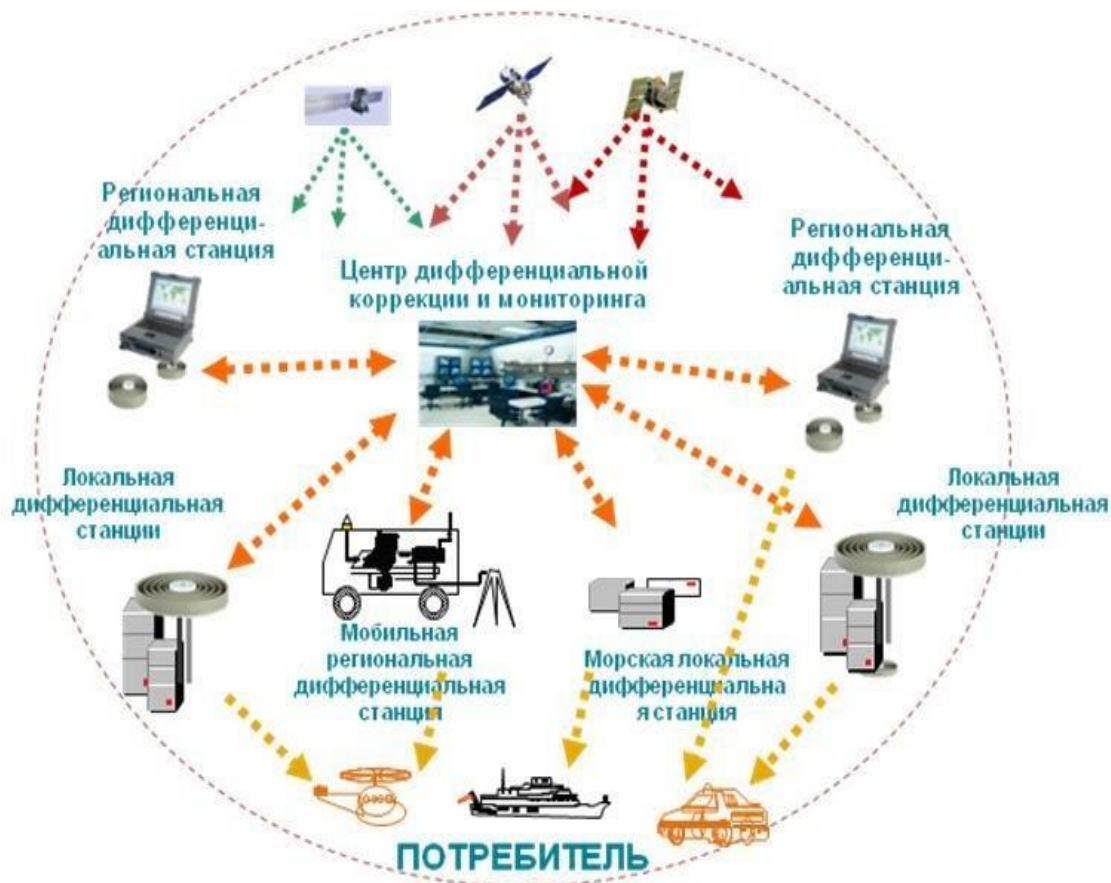 Региональная
дифференци-
альная станция
Региональная
дифференци-
альная станция
Центр дифференциальной
коррекции и мониторинга
Локальная
дифференциальная
станции
Локальная
дифференциальная
станции
Мобильная
региональная
дифференциальная
станция
Морская локальная
дифференциальна
я станция
ПОТРЕБИТЕЛЬ